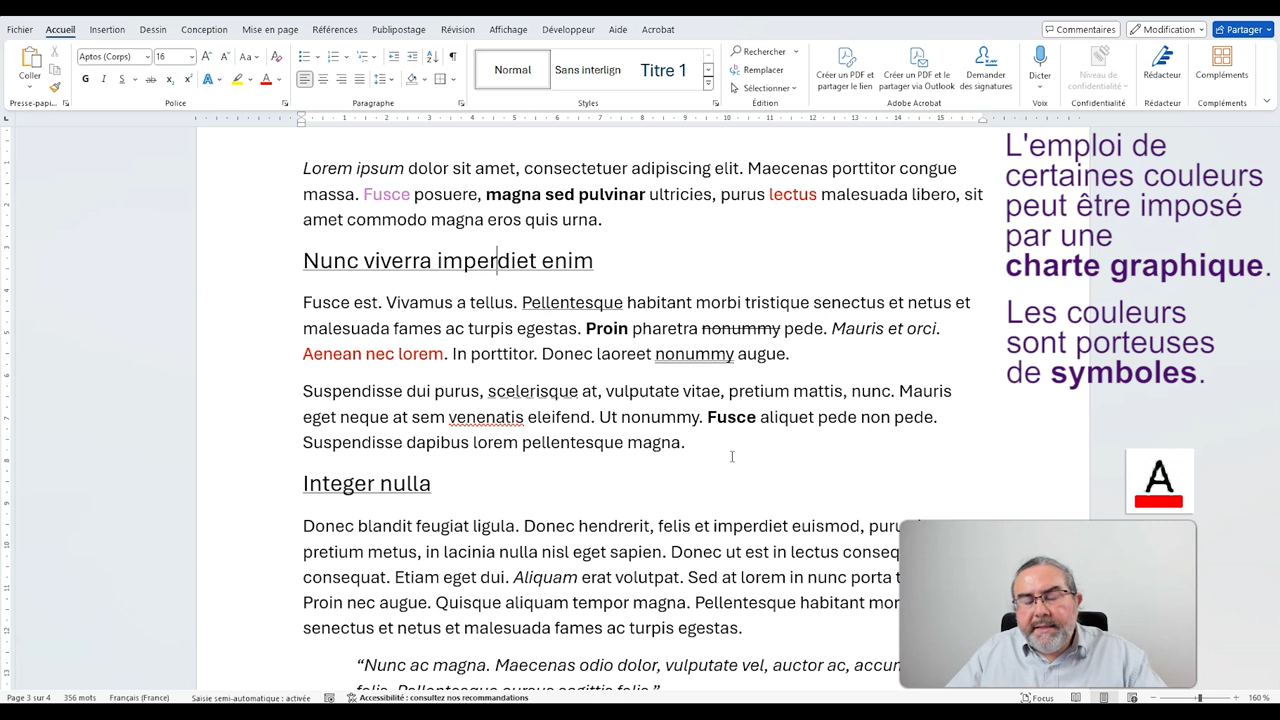 Fichier Accueil Insertion Dessin Conception Mise en page Référence Publipostage Révision Affichage Développeur Aide Acrobat Commentaires Modification Partager
Aptos (Corps) 16
Coller
G I S
Normal Sans interlign Titre 1
Rechercher
Remplacer
Sélectionner
Créer un PDF et partager le lien
Créer un PDF et partager via Outlook
Demander des signatures
Dicter
Niveau de confidentialité
Rédacteur
Compléments
Presse-pap Police Paragraphe Styles Édition Adobe Acrobat Voix Confidentialité Rédacteur Compléments
Lorem ipsum dolor sit amet, consectetuer adipiscing elit. Maecenas porttitor congue
massa. Fusce posuere, magna sed pulvinar ultricies, purus lectus malesuada libero, sit
amet commodo magna eros quis urna.
Nunc viverra imperdiet enim
Fusce est. Vivamus a tellus. Pellentesque habitant morbi tristique senectus et netus et
malesuada fames ac turpis egestas. Proin pharetra nonummy pede. Mauris et orci.
Aenean nec lorem. In porttitor. Donec laoreet nonummy augue.
Suspendisse dui purus, scelerisque at, vulputate vitae, pretium mattis, nunc. Mauris
eget neque at sem venenatis eleifend. Ut nonummy. Fusce aliquet pede non pede.
Suspendisse dapibus lorem pellentesque magna.
Integer nulla
Donec blandit feugiat ligula. Donec hendrerit, felis et imperdiet euismod, puru
pretium metus, in lacinia nulla nisl eget sapien. Donec ut est in lectus conseq
consequat. Etiam eget dui. Aliquam erat volutpat. Sed at lorem in nunc porta t
Proin nec augue. Quisque aliquam tempor magna. Pellentesque habitant mor
senectus et netus et malesuada fames ac turpis egestas.
“Nunc ac magna. Maecenas odio dolor, vulputate vel, auctor ac, accun
felis. Pellentesque cursus sagittis felis.”
L'emploi de
certaines couleurs
peut être imposé
par une
charte graphique.
Les couleurs
sont porteuses
de symboles.
A
Page 3 sur 4 356 mots Français (France) Saisie semi-automatique : activée Accessibilité : consultez nos recommandations Focus 160 %